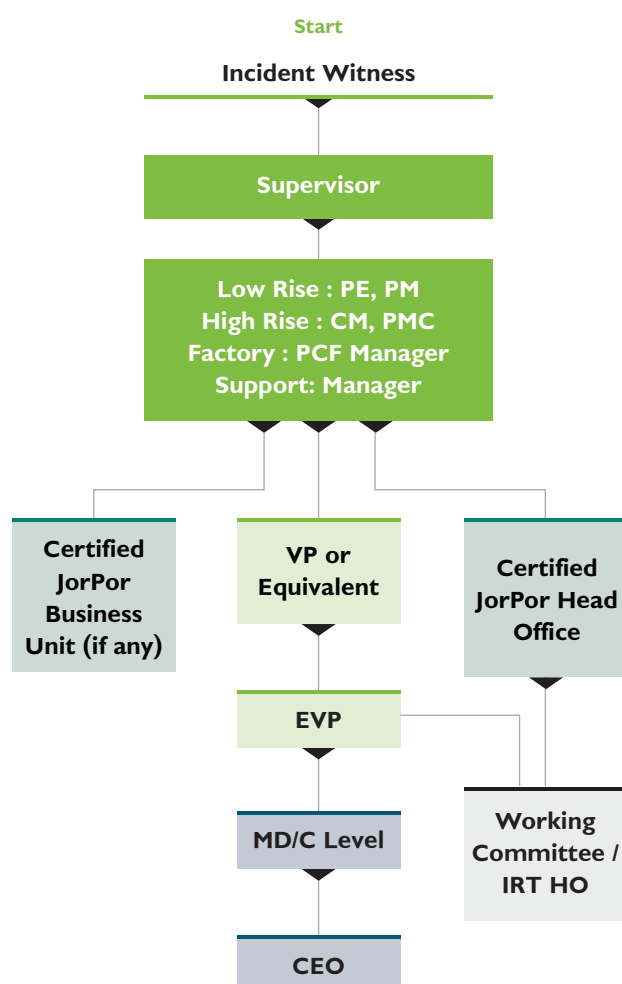 Start
Incident Witness
Supervisor
Low Rise : PE, PM
High Rise : CM, PMC
Factory : PCF Manager
Support: Manager
Certified
JorPor
Business
Unit (if any)
VP or
Equivalent
Certified
JorPor Head
Office
EVP
MD/C Level
Working
Committee /
IRT HO
CEO